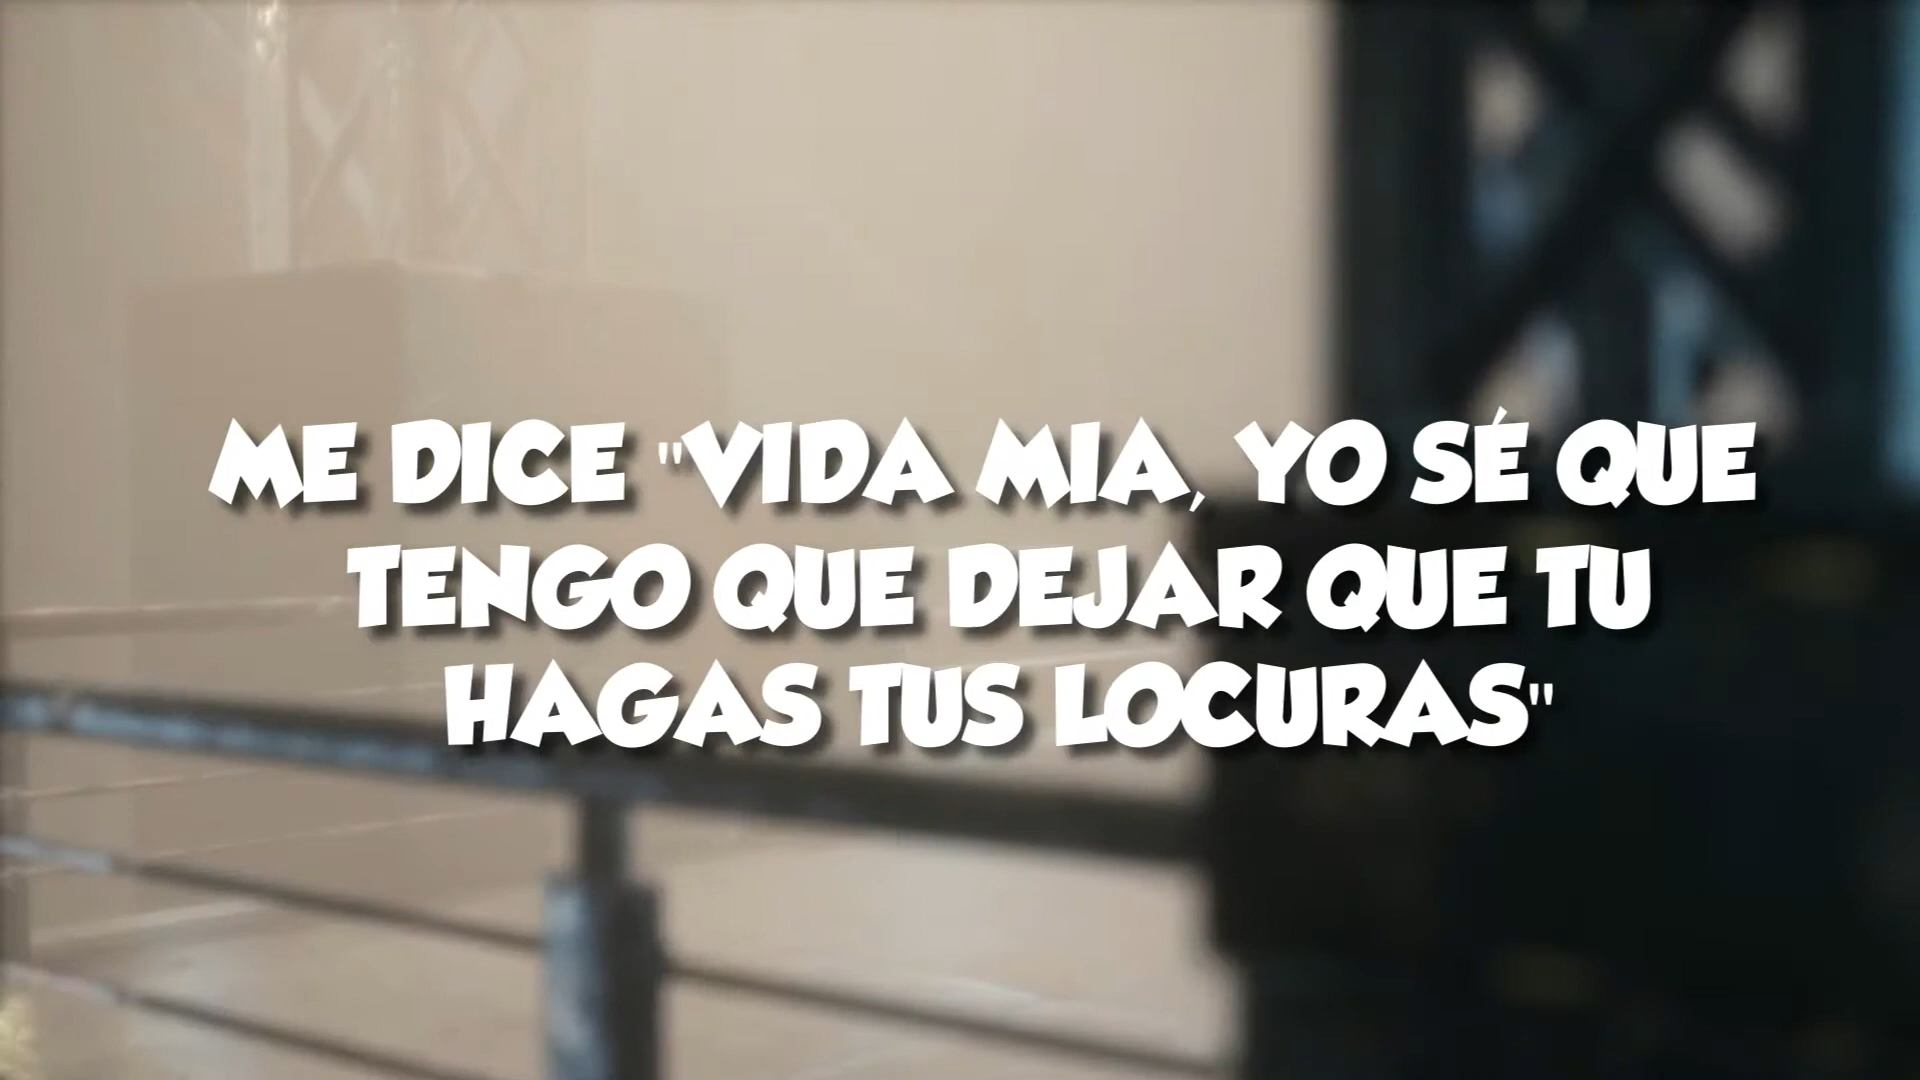 ME DICE "VIDA MIA, YO SÉ QUE
TENGO QUE DEJAR QUE TU
HAGAS TUS LOCURAS"